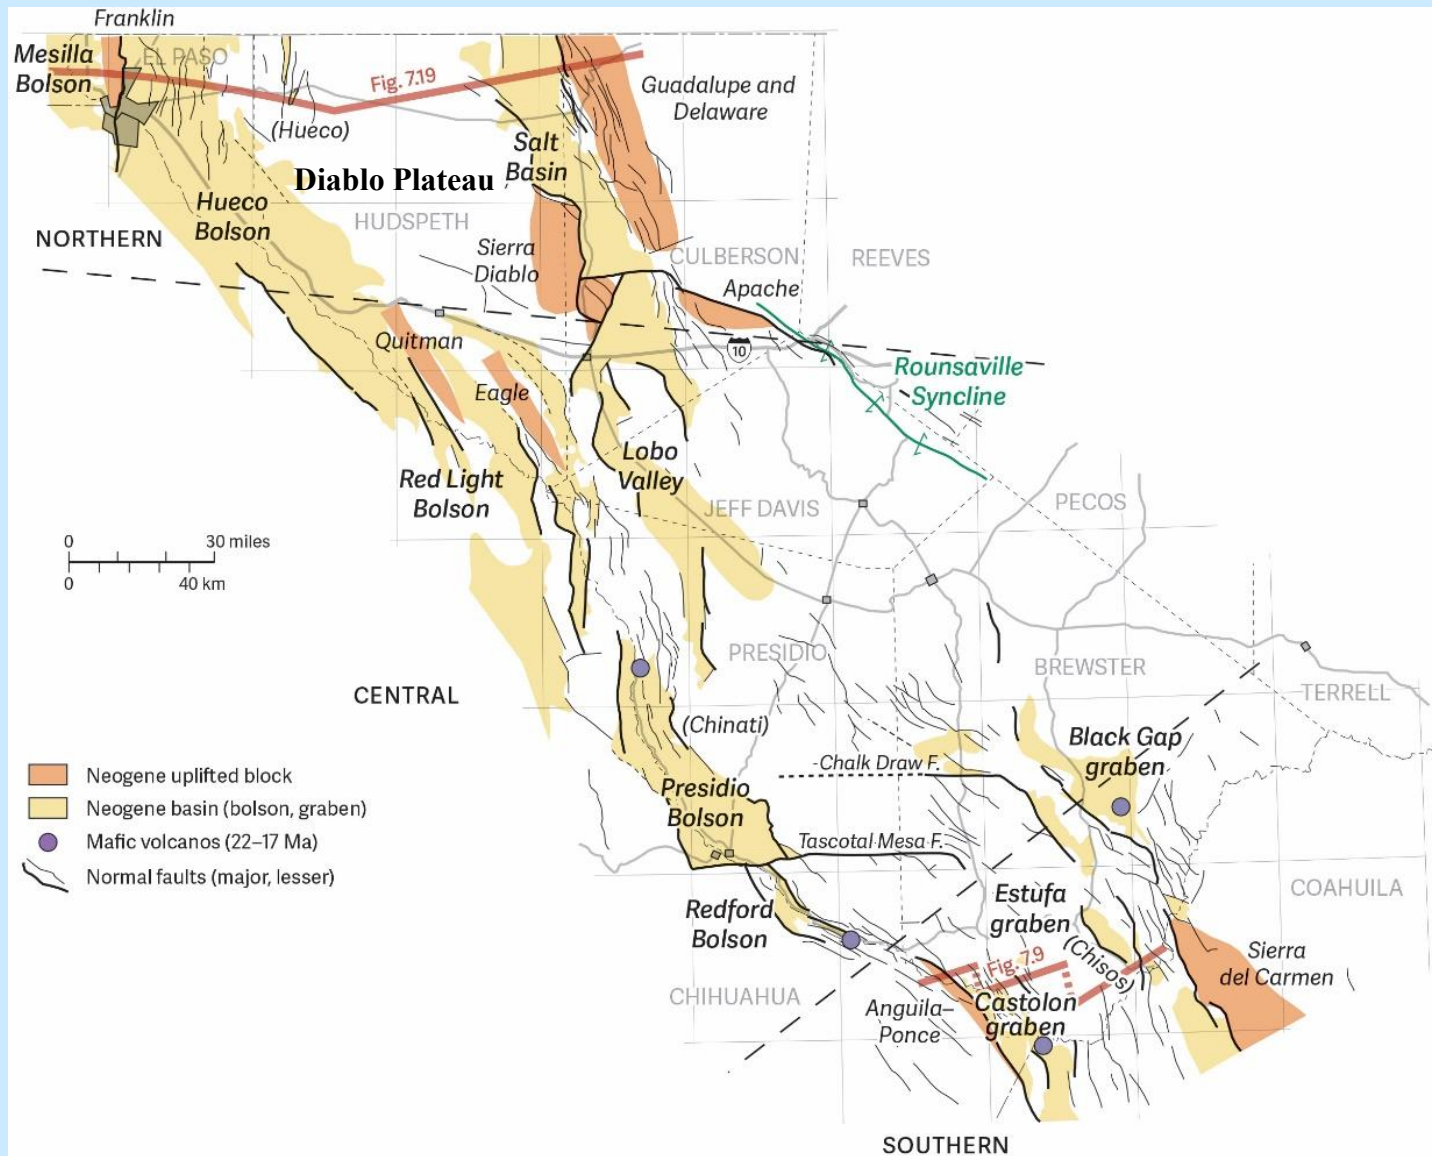 Franklin
Mesilla
Bolson
EL PASO
Fig. 7.19
(Hueco)
Guadalupe and
Delaware
Salt
Basin
Diablo Plateau
Hueco
Bolson
HUDSPETH
NORTHERN
Sierra
Diablo
CULBERSON
REEVES
Apache
Quitman
10
Rounsaville
Syncline
Eagle
Lobo
Valley
Red Light
Bolson
JEFF DAVIS
PECOS
0 30 miles
0 40 km
PRESIDIO
BREWSTER
TERRELL
CENTRAL
(Chinati)
Black Gap
graben
Chalk Draw F.
Neogene uplifted block
Neogene basin (bolson, graben)
Mafic volcanos (22–17 Ma)
Normal faults (major, lesser)
Presidio
Bolson
Tascotal Mesa F.
COAHUILA
Estufa
graben
Redford
Bolson
(Chisos)
Sierra
del Carmen
Fig. 7.9
CHIHUAHUA
Anguila–
Ponce
Castolon
graben
SOUTHERN